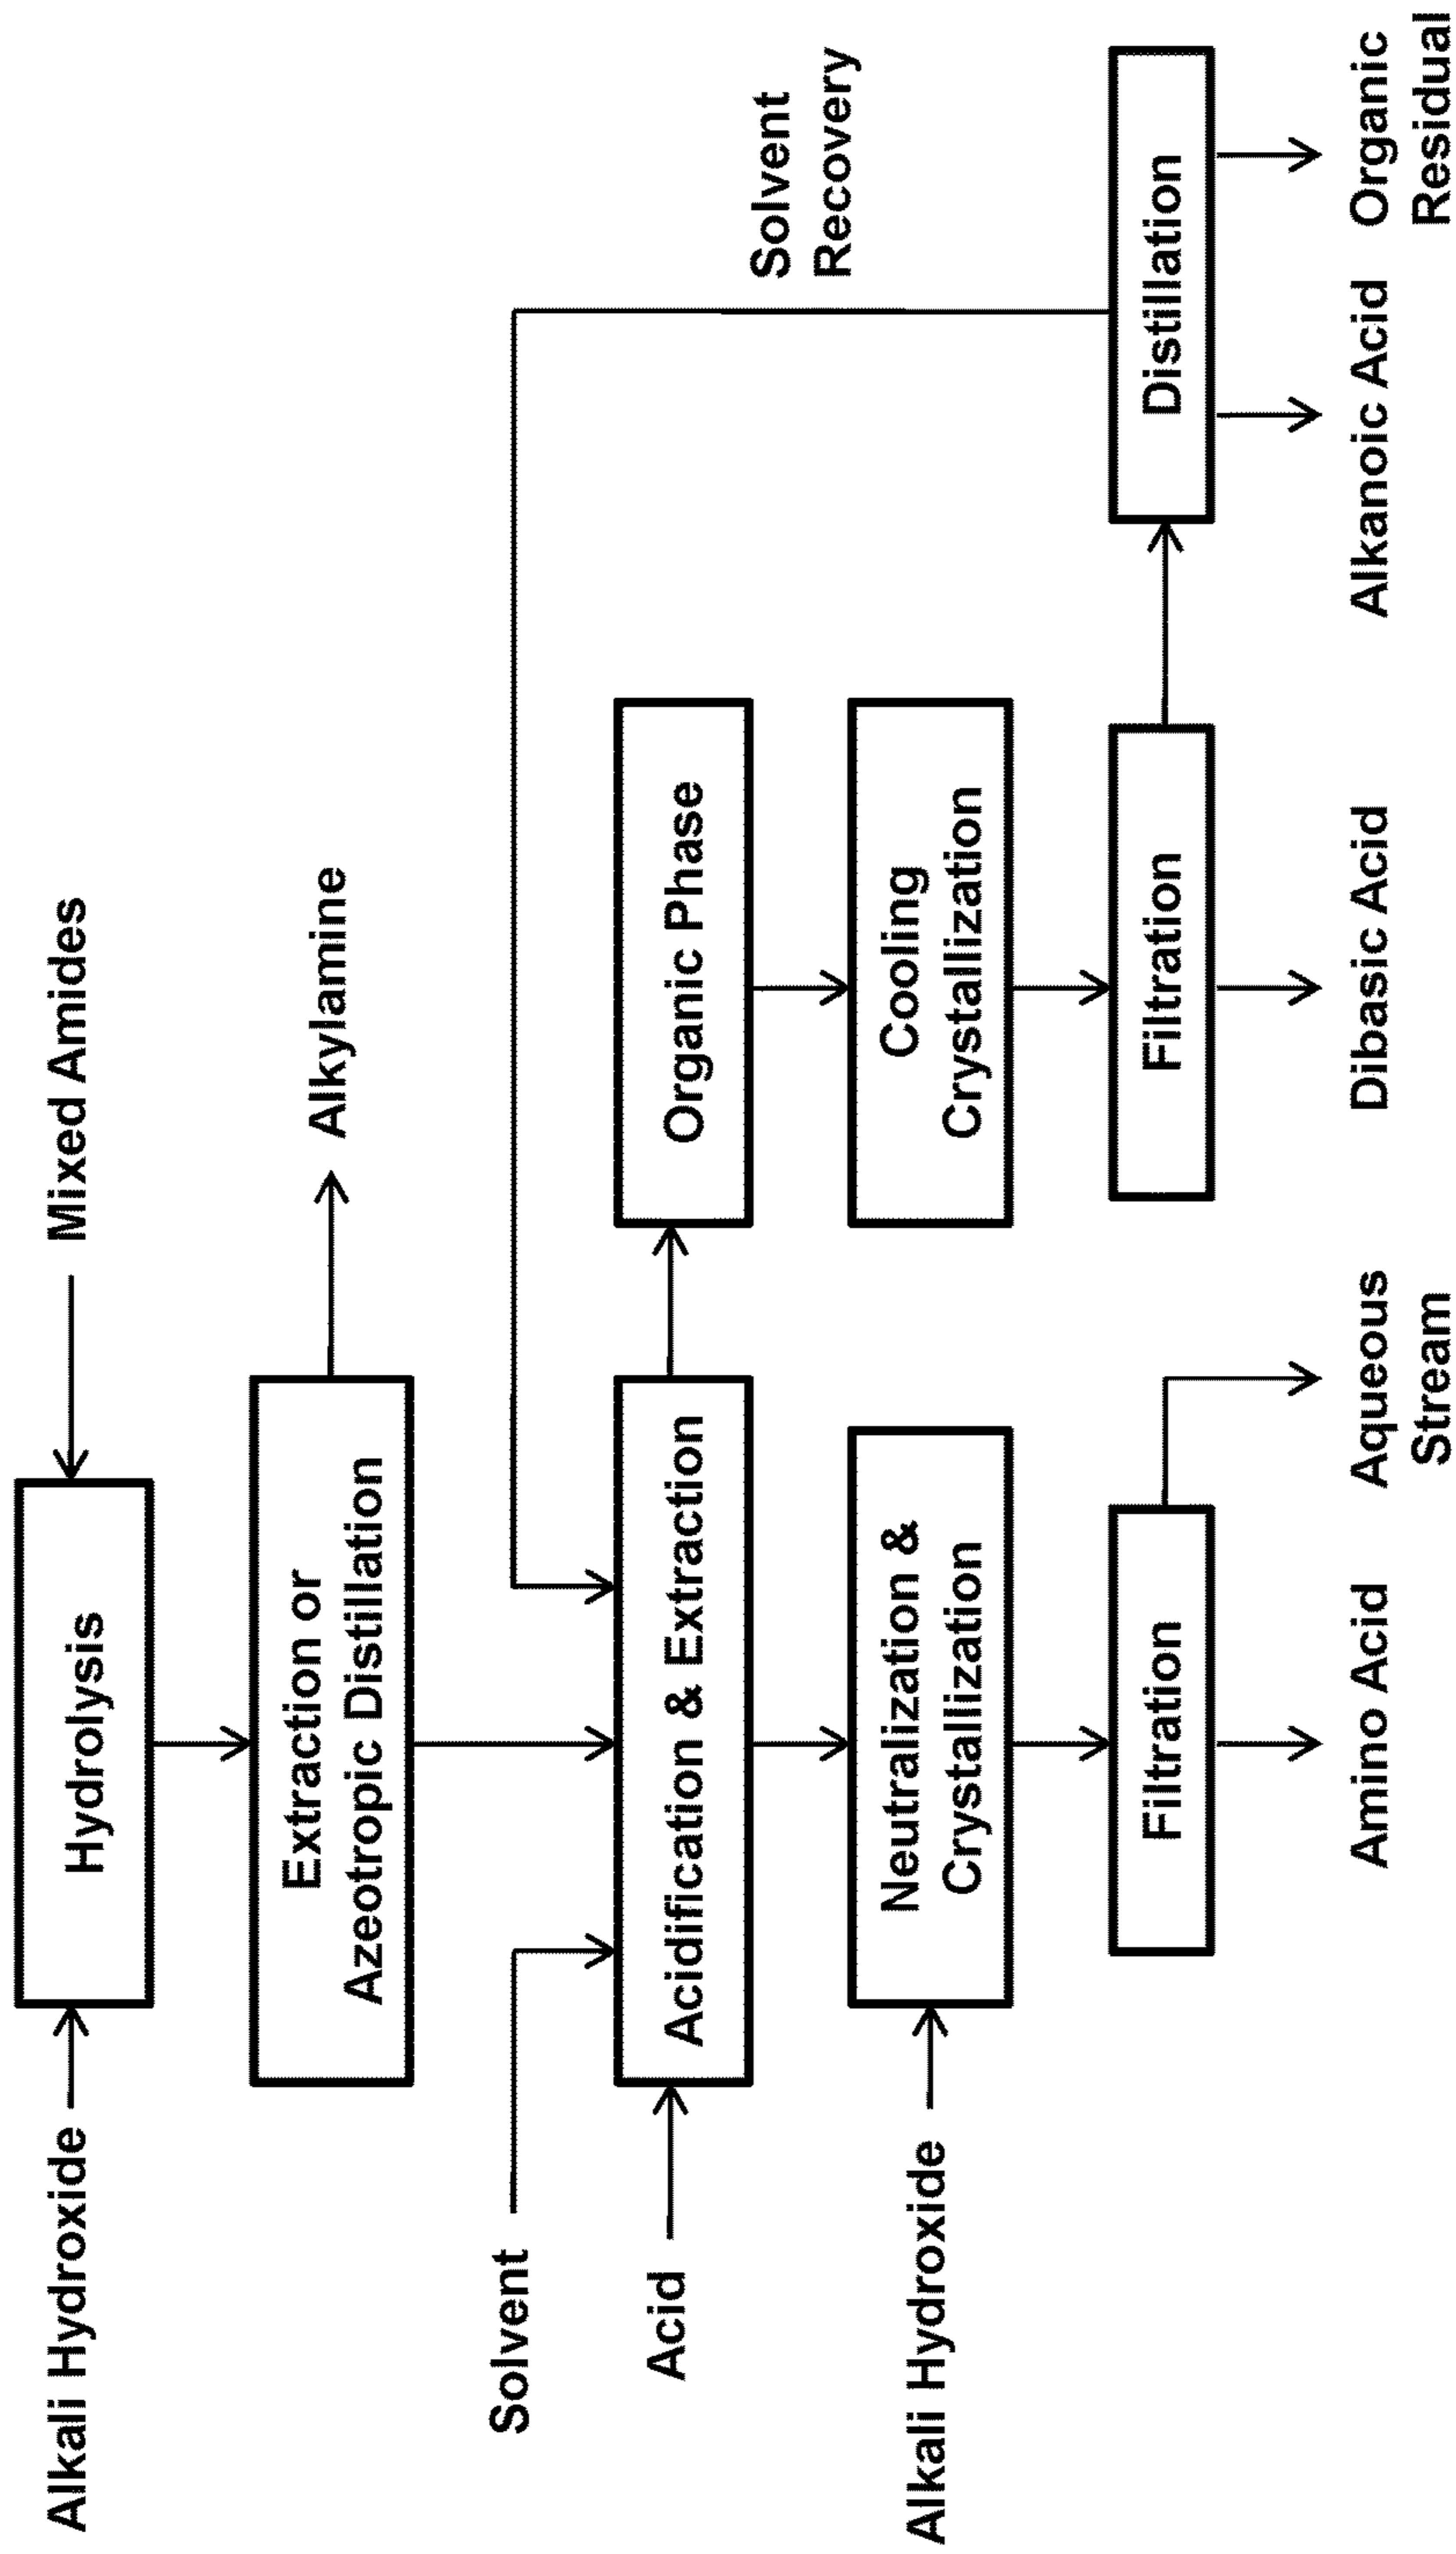 Alkali Hydroxide
Hydrolysis
Mixed Amides
Extraction or
Azeotropic Distillation
Alkylamine
Solvent
Solvent
Recovery
Acid
Acidification & Extraction
Organic Phase
Alkali Hydroxide
Neutralization &
Crystallization
Cooling
Crystallization
Filtration
Filtration
Distillation
Amino Acid
Aqueous
Stream
Dibasic Acid
Alkanoic Acid
Organic
Residual